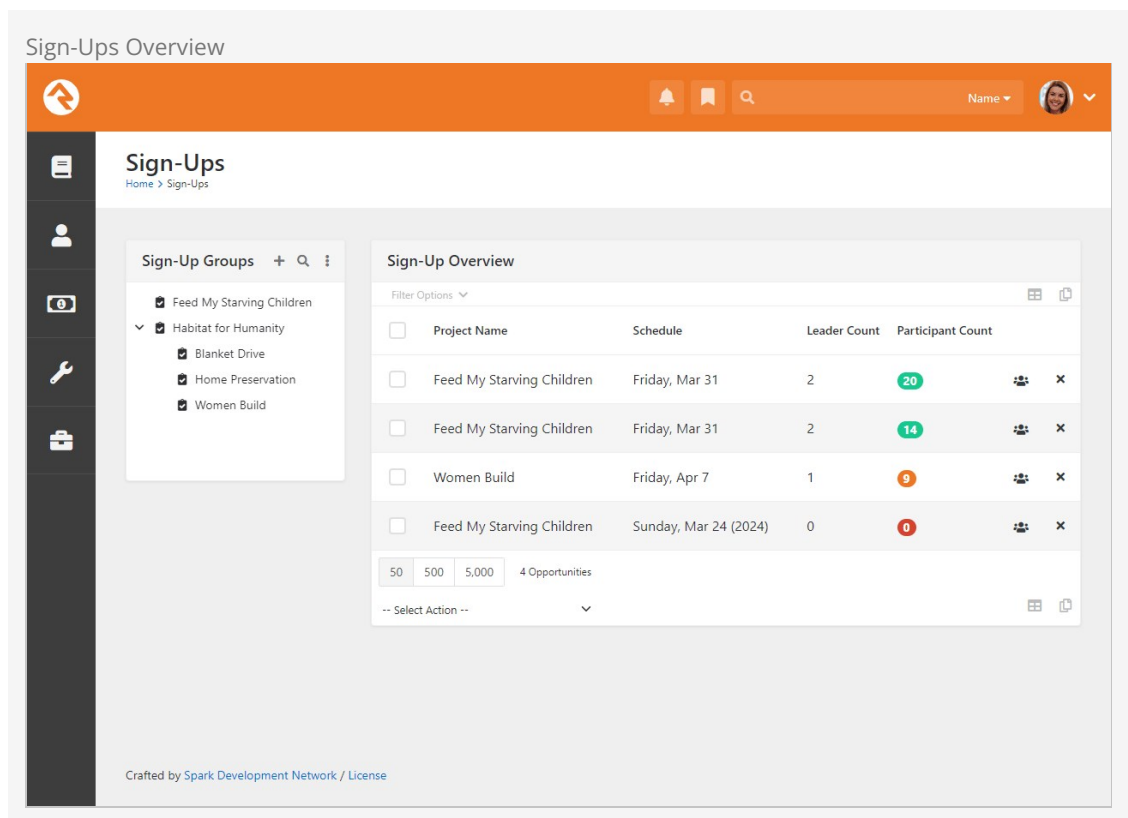 Sign-Ups Overview
Name
Sign-Ups
Home > Sign-Ups
Sign-Up Groups
Feed My Starving Children
Habitat for Humanity
Blanket Drive
Home Preservation
Women Build
Sign-Up Overview
Filter Options
Project Name Schedule Leader Count Participant Count
Feed My Starving Children Friday, Mar 31 2 20
Feed My Starving Children Friday, Mar 31 2 14
Women Build Friday, Apr 7 1 9
Feed My Starving Children Sunday, Mar 24 (2024) 0 0
50 500 5,000 4 Opportunities
-- Select Action --
Crafted by Spark Development Network / License